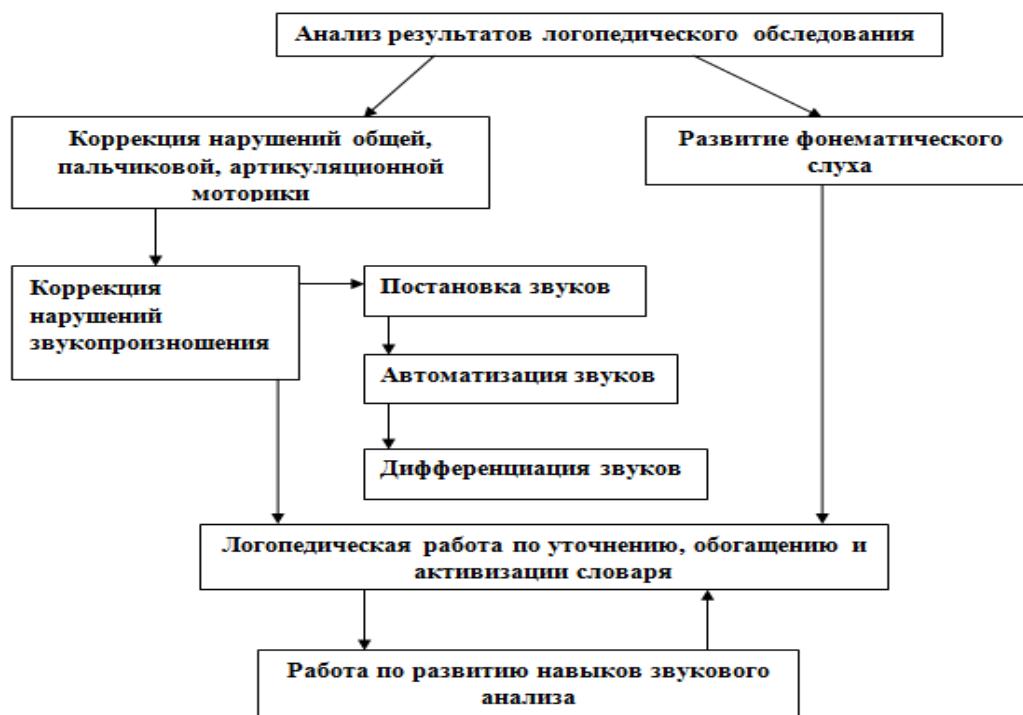 Анализ результатов логопедического обследования
Коррекция нарушений общей,
пальчиковой, артикуляционной
моторики
Развитие фонематического
слуха
Коррекция
нарушений
звукопроизношения
Постановка звуков
Автоматизация звуков
Дифференциация звуков
Логопедическая работа по уточнению, обогащению и
активизации словаря
Работа по развитию навыков звукового
анализа